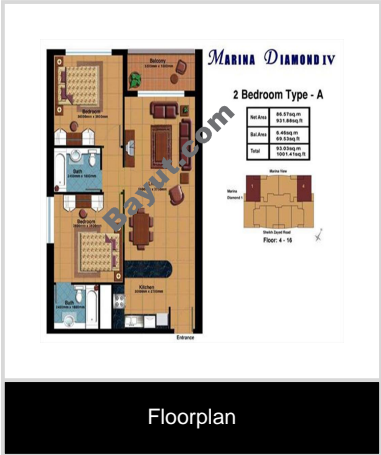 MARINA DIAMOND IV
2 Bedroom Type - A
Net Area 86.57sq.m
931.88sq.ft
Bal.Area 6.46sq.m
69.53sq.ft
Total 93.03sq.m
1001.41sq.ft
Marina View
Marina
Diamond 1
1
4
Sheikh Zayed Road
Floor: 4 - 16
Balcony
Bedroom
Bath
Bedroom
Bath
Kitchen
Entrance
Bayut.com
Floorplan